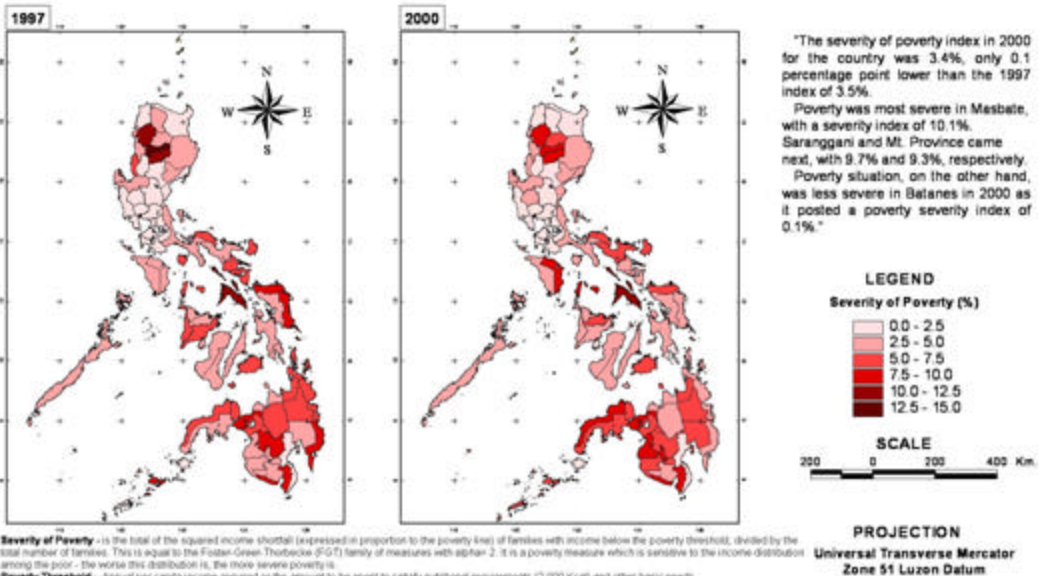 1997
2000
N
W E
S
N
W E
S
"The severity of poverty index in 2000
for the country was 3.4%, only 0.1
percentage point lower than the 1997
index of 3.5%.
Poverty was most severe in Masbate,
with a severity index of 10.1%.
Saranggani and Mt. Province came
next, with 9.7% and 9.3%, respectively.
Poverty situation, on the other hand,
was less severe in Batanes in 2000 as
it posted a poverty severity index of
0.1%."
LEGEND
Severity of Poverty (%)
0.0 - 2.5
2.5 - 5.0
5.0 - 7.5
7.5 - 10.0
10.0 - 12.5
12.5 - 15.0
SCALE
200 0 200 400 Km.
PROJECTION
Universal Transverse Mercator
Zone 51 Luzon Datum
Severity of Poverty - is the total of the squared income shortfall (expressed in proportion to the poverty line) of families with income below the poverty threshold, divided by the
total number of families. This is equal to the Foster-Green-Thorbecke (FGT) family of measures with alpha= 2. It is a poverty measure which is sensitive to the income distribution
among the poor - the worse this distribution is, the more severe poverty is.